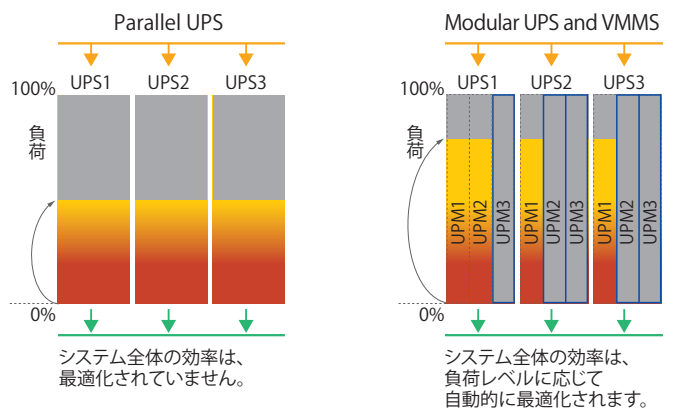 Parallel UPS
UPS1 UPS2 UPS3
100%
負荷
0%
システム全体の効率は、
最適化されていません。
Modular UPS and VMMS
UPS1 UPS2 UPS3
100%
負荷
UPM1 UPM2 UPM3 UPM1 UPM2 UPM3 UPM1 UPM2 UPM3
0%
システム全体の効率は、
負荷レベルに応じて
自動的に最適化されます。